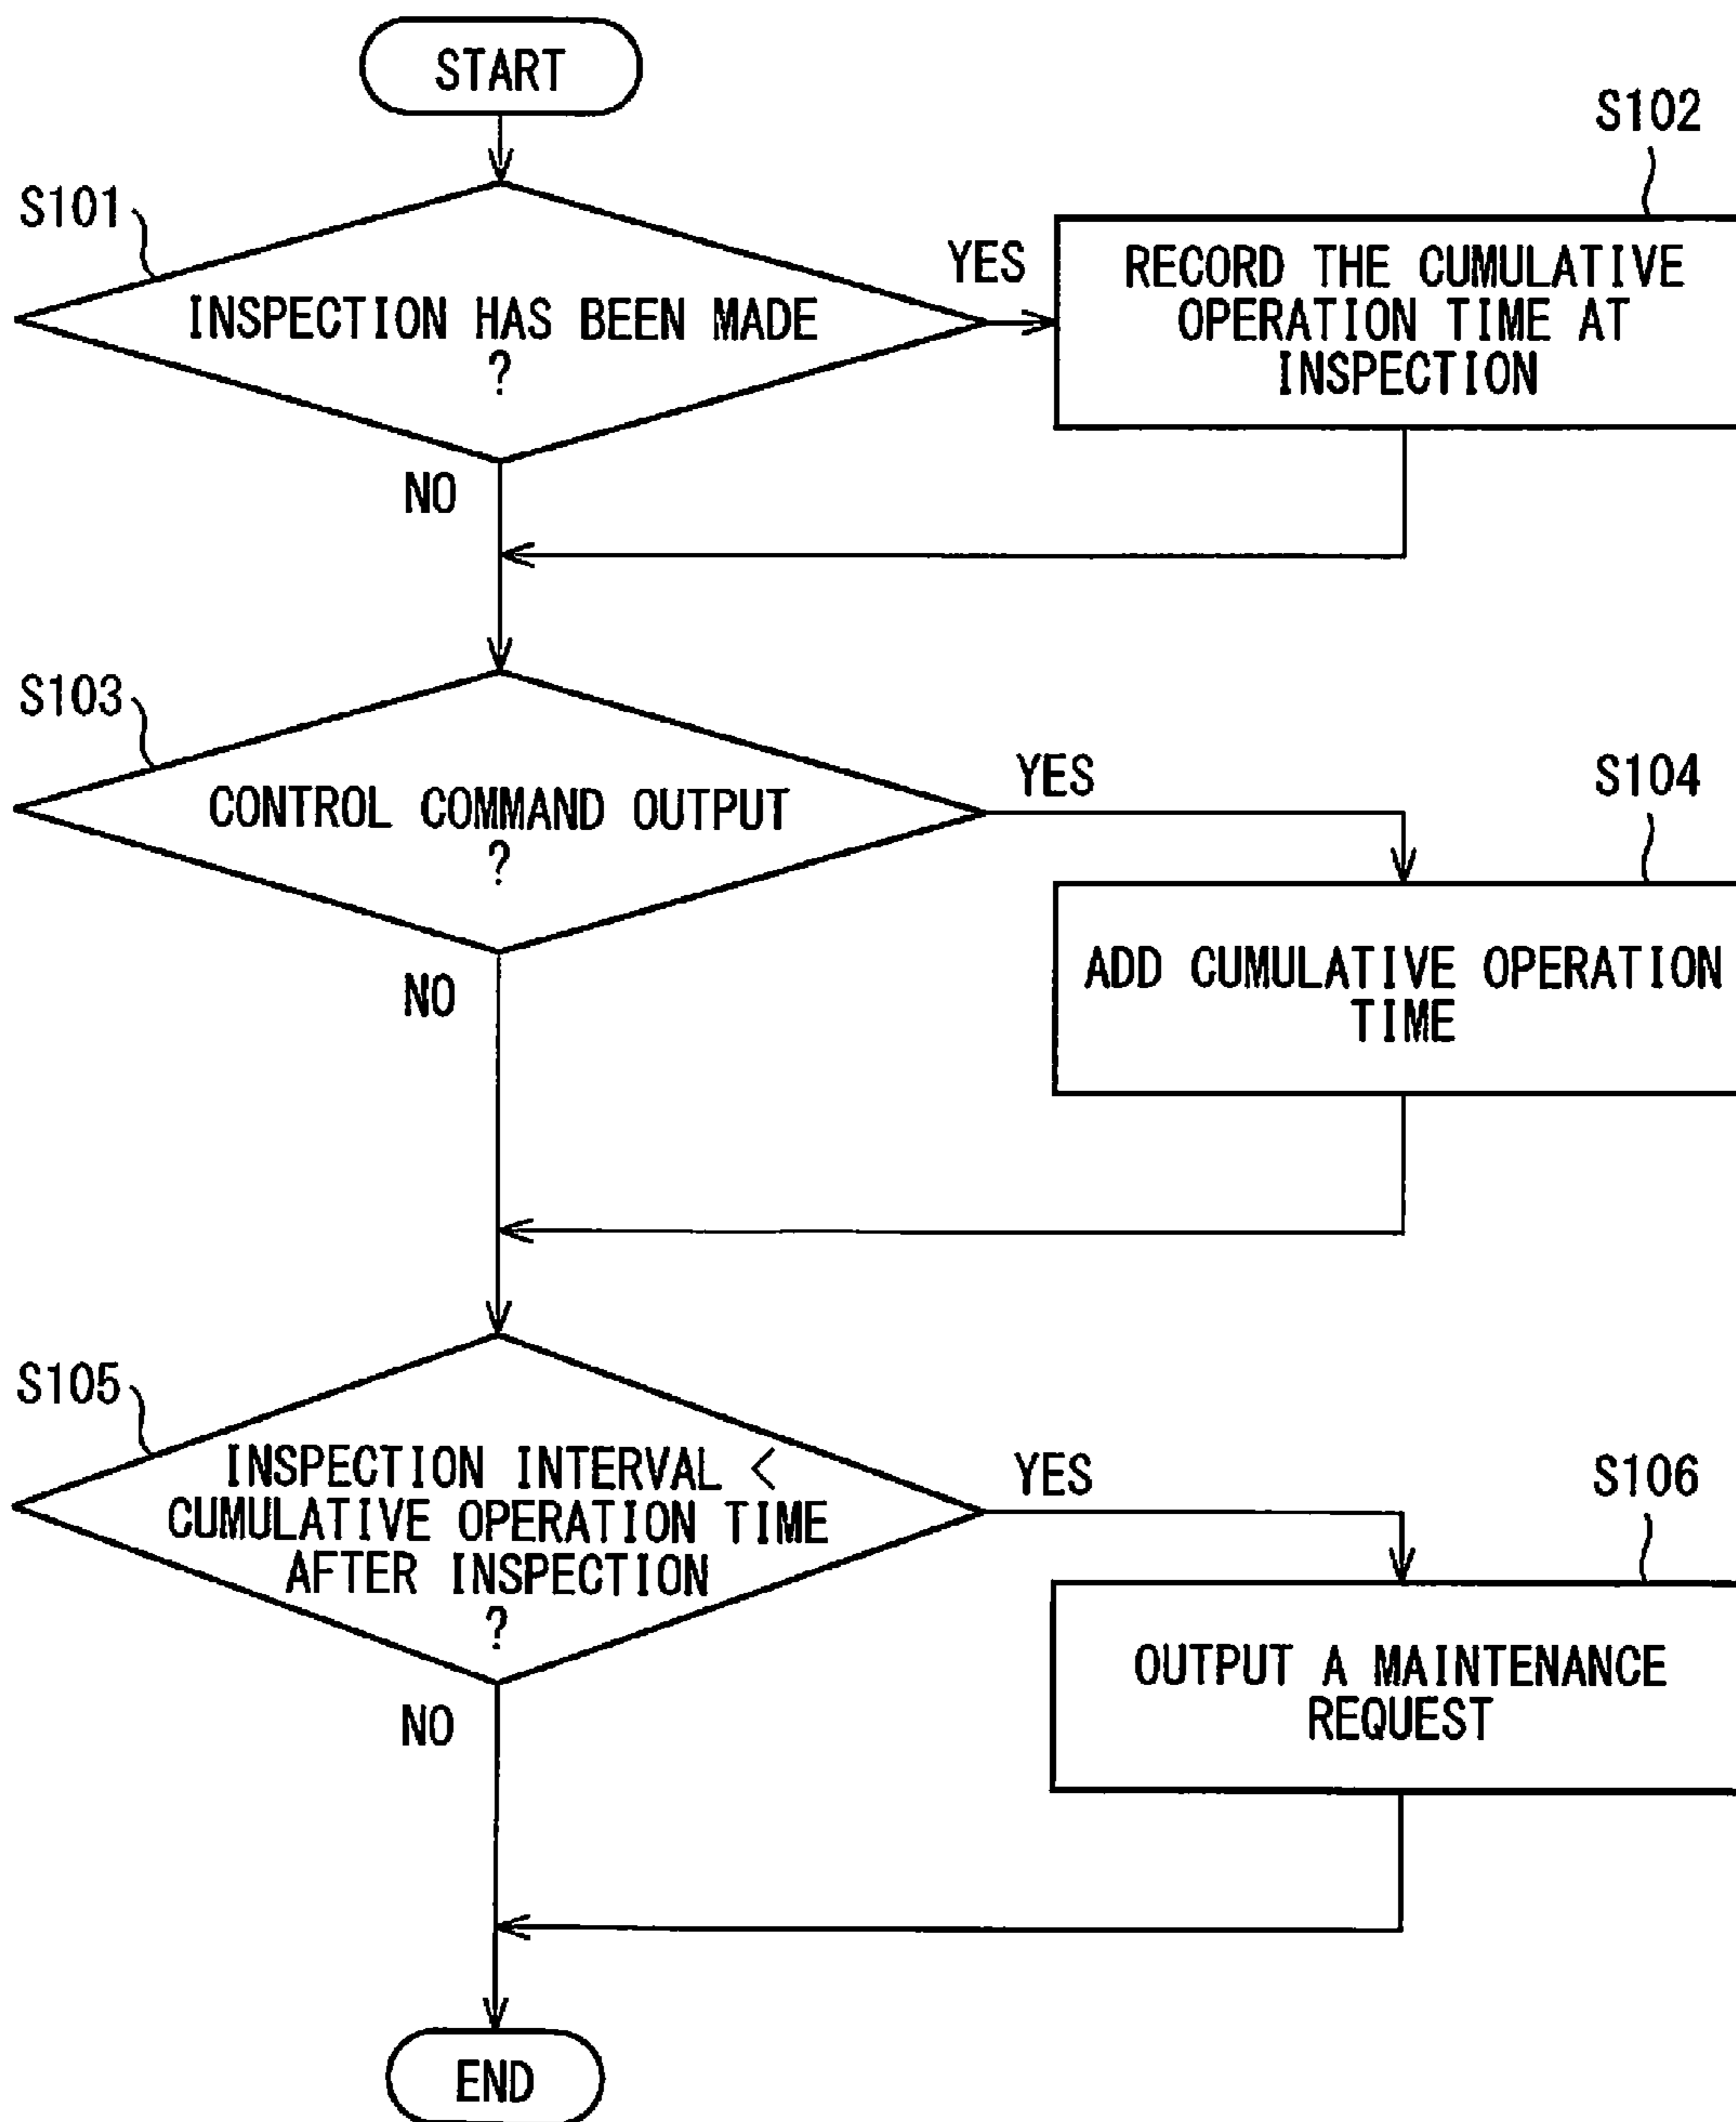 START
S101
INSPECTION HAS BEEN MADE
?
YES
NO
S102
RECORD THE CUMULATIVE
OPERATION TIME AT
INSPECTION
S103
CONTROL COMMAND OUTPUT
?
YES
NO
S104
ADD CUMULATIVE OPERATION
TIME
S105
INSPECTION INTERVAL <
CUMULATIVE OPERATION TIME
AFTER INSPECTION
?
YES
NO
S106
OUTPUT A MAINTENANCE
REQUEST
END